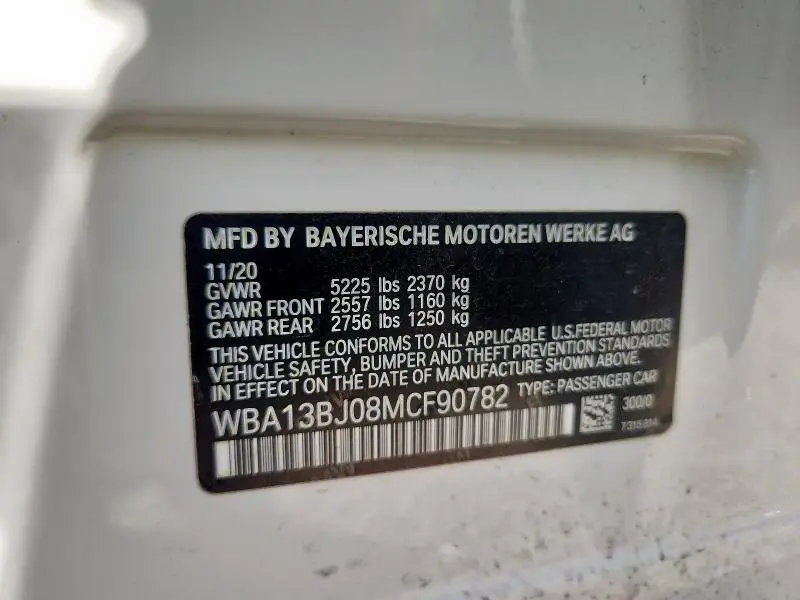 MFD BY BAYERISCHE MOTOREN WERKE AG
11/20
GVWR 5225 lbs 2370 kg
GAWR FRONT 2557 lbs 1160 kg
GAWR REAR 2756 lbs 1250 kg
THIS VEHICLE CONFORMS TO ALL APPLICABLE U.S.FEDERAL MOTOR
VEHICLE SAFETY, BUMPER AND THEFT PREVENTION STANDARDS
IN EFFECT ON THE DATE OF MANUFACTURE SHOWN ABOVE.
WBA13BJ08MCF90782 TYPE: PASSENGER CAR
300/0